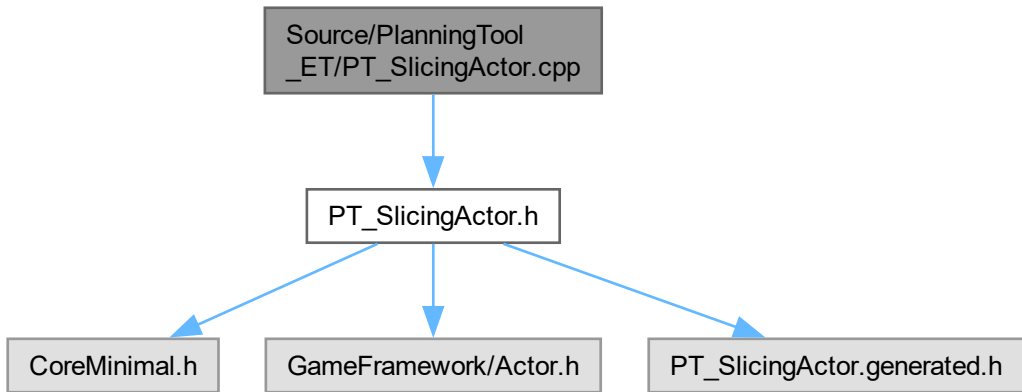 Source/PlanningTool
_ET/PT_SlicingActor.cpp
PT_SlicingActor.h
CoreMinimal.h
GameFramework/Actor.h
PT_SlicingActor.generated.h